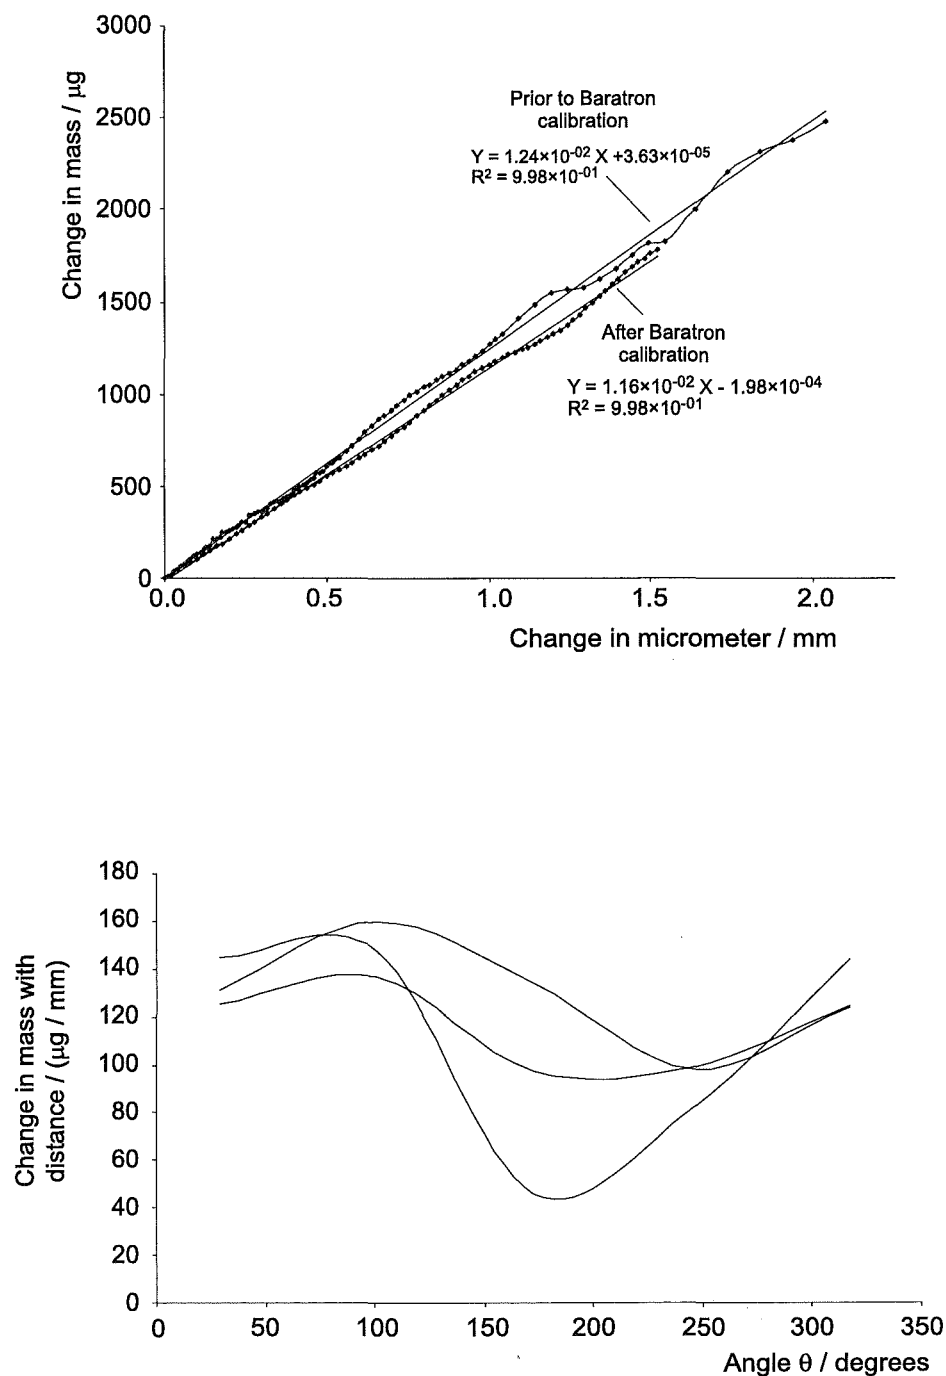 3000
2500
2000
1500
1000
500
0
Change in mass / μg
Prior to Baratron
calibration
Y = 1.24×10⁻⁰² X +3.63×10⁻⁰⁵
R² = 9.98×10⁻⁰¹
After Baratron
calibration
Y = 1.16×10⁻⁰² X - 1.98×10⁻⁰⁴
R² = 9.98×10⁻⁰¹
0.0 0.5 1.0 1.5 2.0
Change in micrometer / mm
180
160
140
120
100
80
60
40
20
0
Change in mass with
distance / (μg / mm)
0 50 100 150 200 250 300 350
Angle θ / degrees